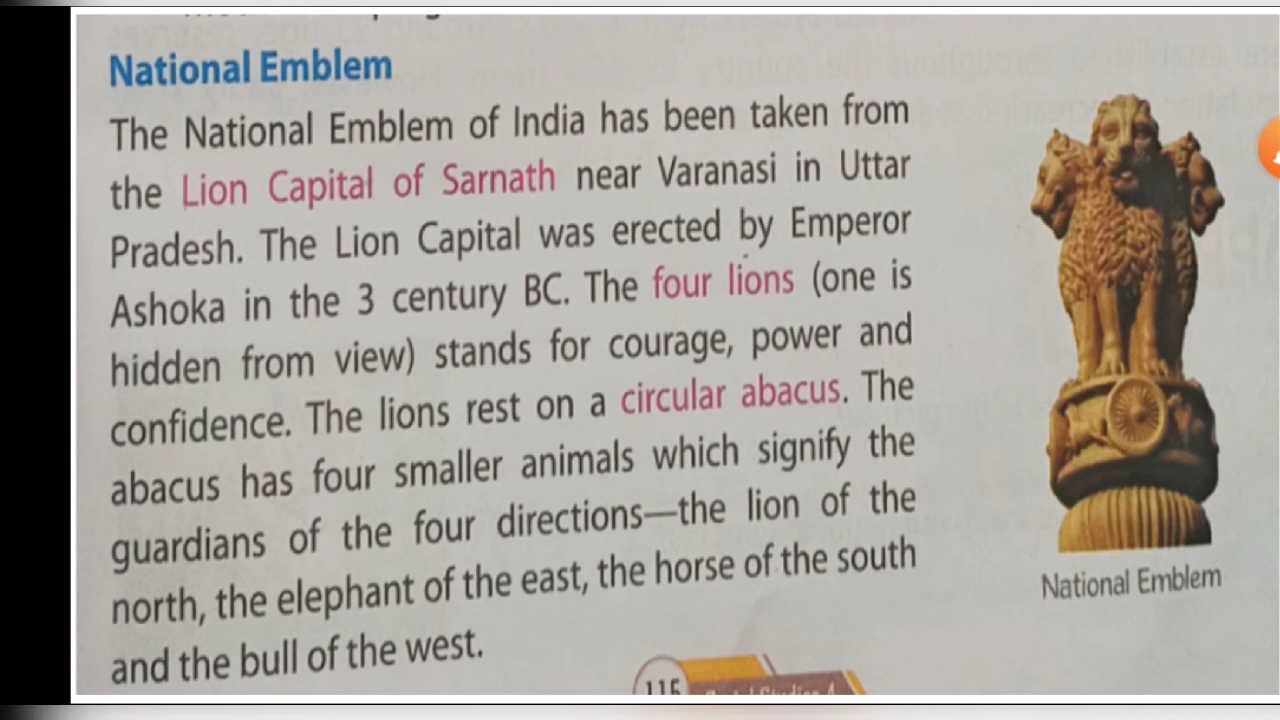 National Emblem
The National Emblem of India has been taken from
the Lion Capital of Sarnath near Varanasi in Uttar
Pradesh. The Lion Capital was erected by Emperor
Ashoka in the 3 century BC. The four lions (one is
hidden from view) stands for courage, power and
confidence. The lions rest on a circular abacus. The
abacus has four smaller animals which signify the
guardians of the four directions—the lion of the
north, the elephant of the east, the horse of the south
and the bull of the west.
National Emblem